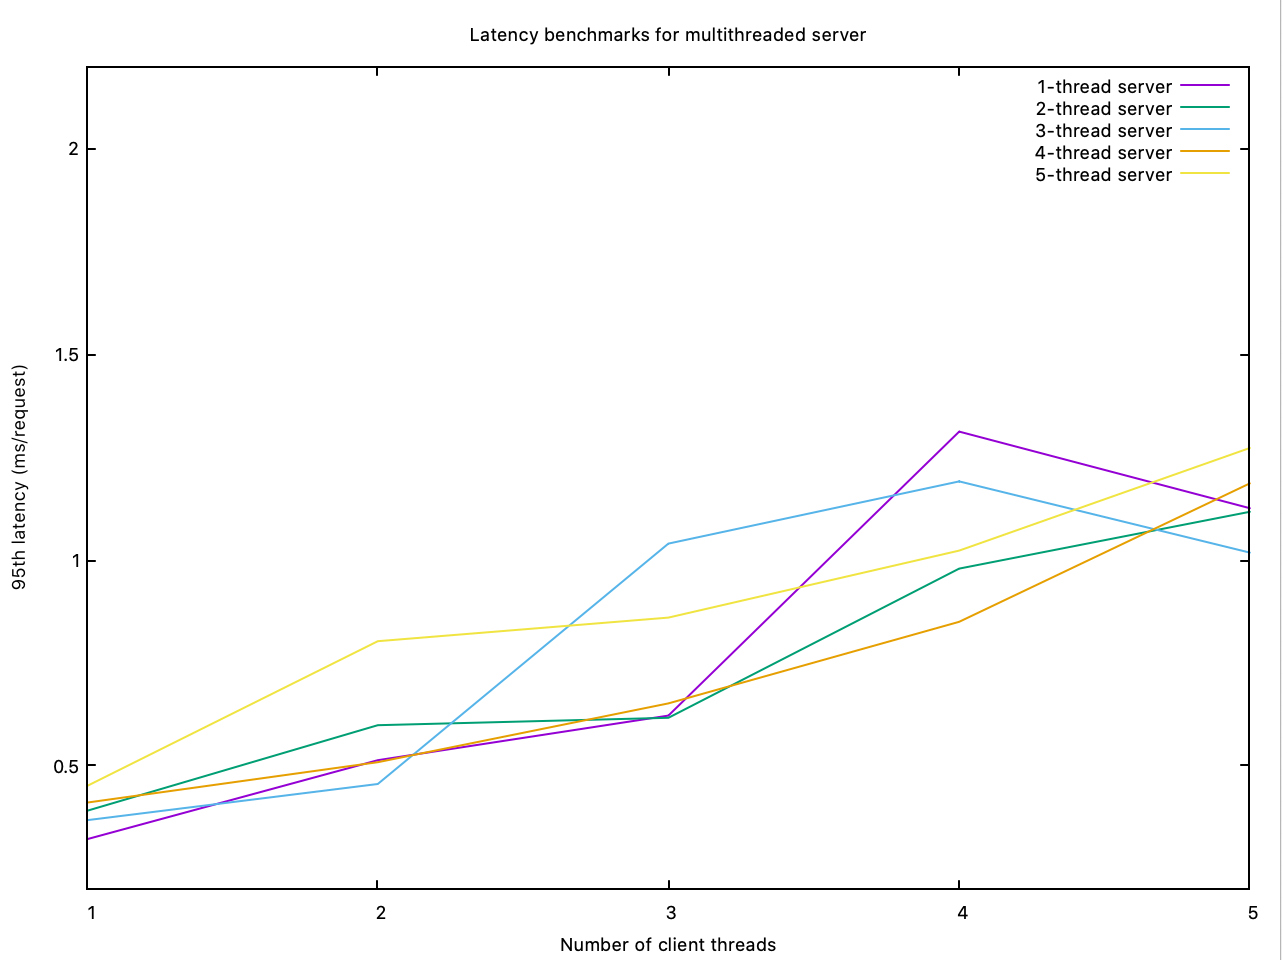 Latency benchmarks for multithreaded server
1-thread server
2-thread server
3-thread server
4-thread server
5-thread server
2
1.5
1
0.5
95th latency (ms/request)
1 2 3 4 5
Number of client threads